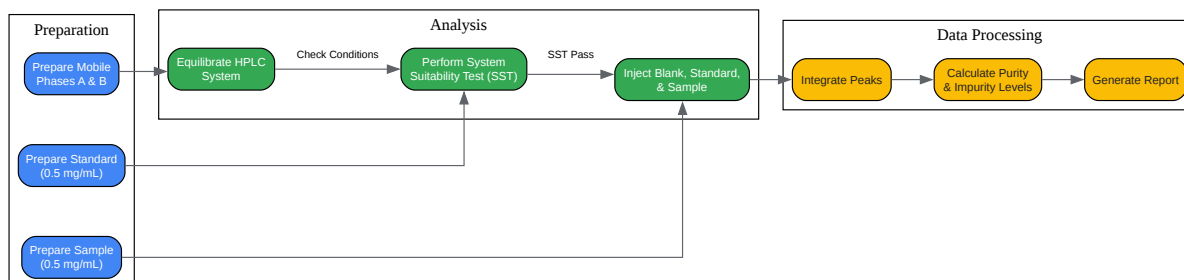 Preparation
Prepare Mobile
Phases A & B
Prepare Standard
(0.5 mg/mL)
Prepare Sample
(0.5 mg/mL)
Analysis
Equilibrate HPLC
System
Check Conditions
Perform System
Suitability Test (SST)
SST Pass
Inject Blank, Standard,
& Sample
Data Processing
Integrate Peaks
Calculate Purity
& Impurity Levels
Generate Report